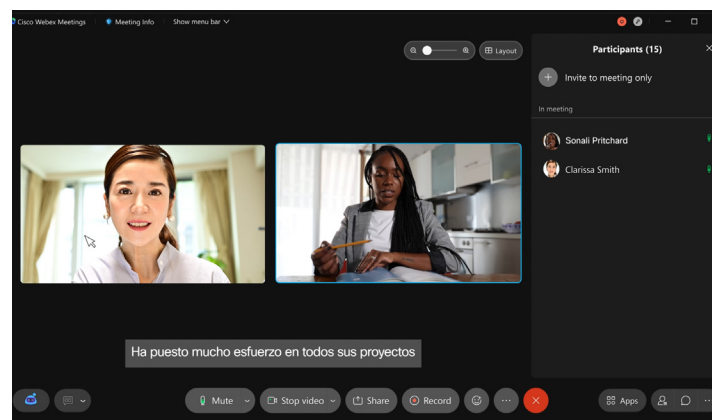 Cisco Webex Meetings
Meeting Info
Show menu bar
Layout
Participants (15)
Invite to meeting only
In meeting
Sonali Pritchard
Clarissa Smith
Ha puesto mucho esfuerzo en todos sus proyectos
Mute
Stop video
Share
Record
Apps